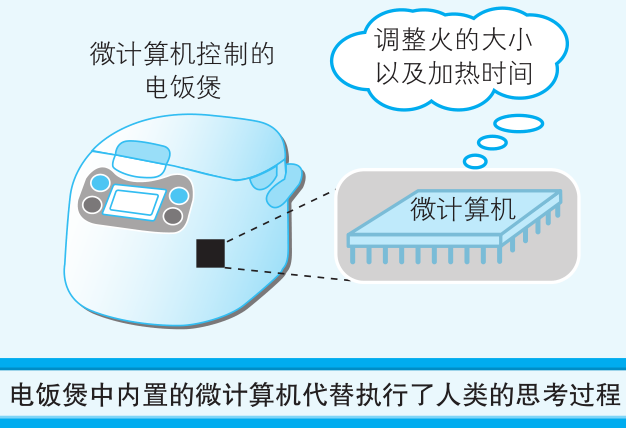 微计算机控制的
电饭煲
调整火的大小
以及加热时间
微计算机
电饭煲中内置的微计算机代替执行了人类的思考过程